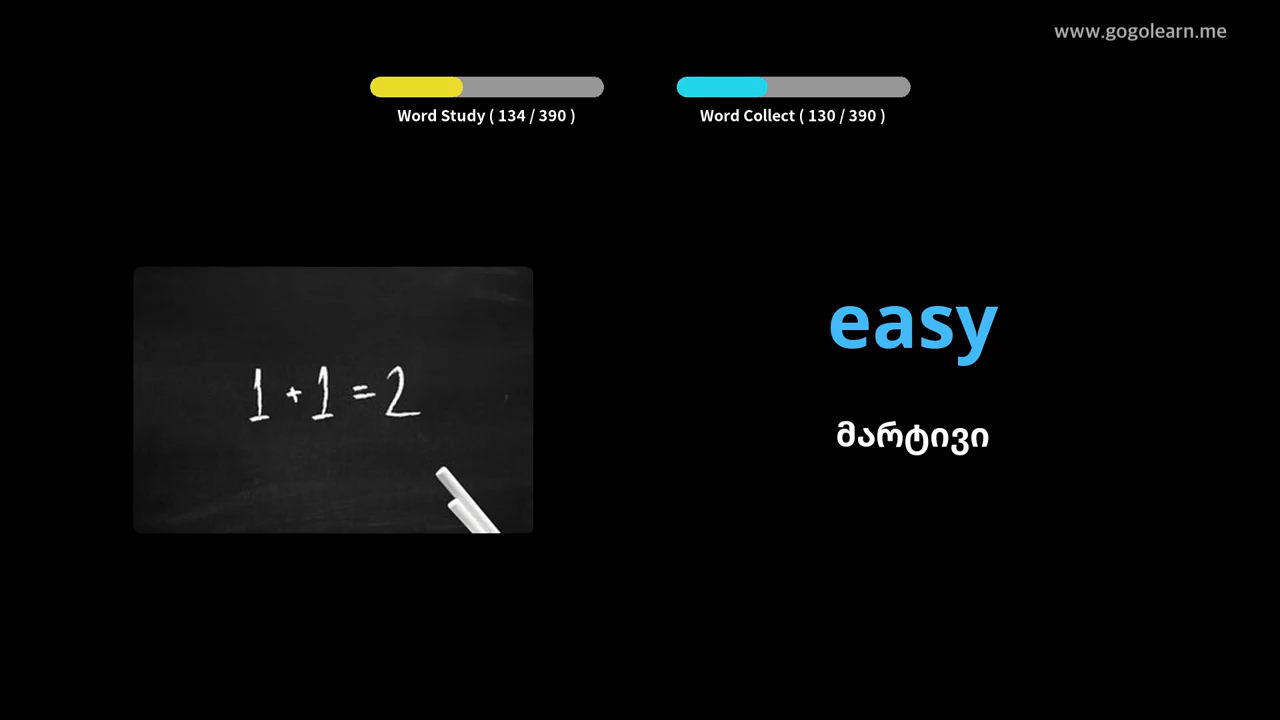 www.gogolearn.me
Word Study ( 134 / 390 )
Word Collect ( 130 / 390 )
1 + 1 = 2
easy
მარტივი